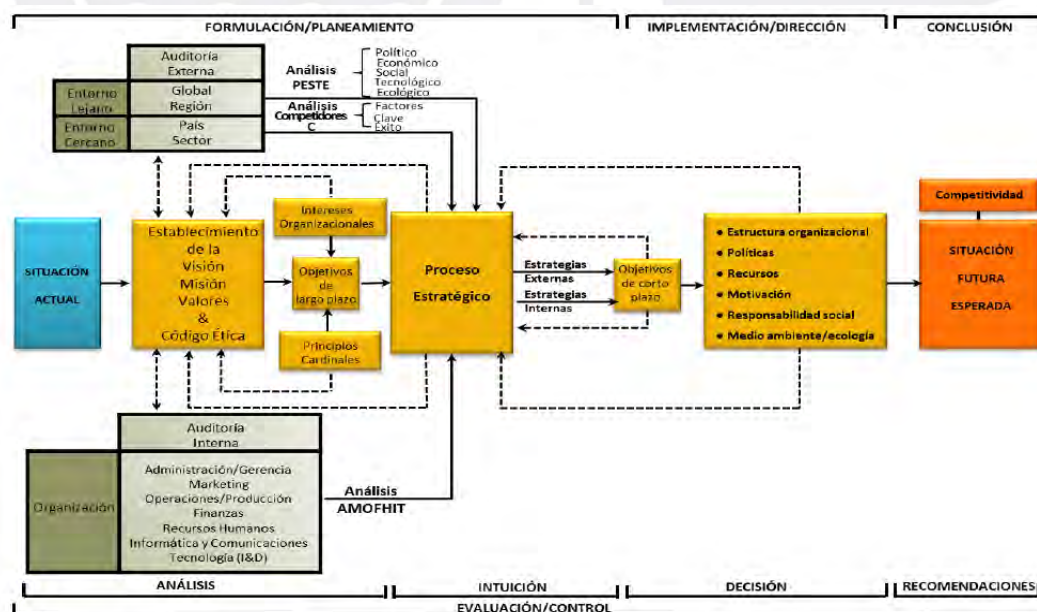 FORMULACIÓN/PLANEAMIENTO
IMPLEMENTACIÓN/DIRECCIÓN
CONCLUSIÓN
Auditoría
Externa
Entorno
Lejano
Global
Región
Entorno
Cercano
País
Sector
Análisis
PESTE
Político
Económico
Social
Tecnológico
Ecológico
Análisis
Competidores
C
Factores
Clave
Éxito
SITUACIÓN
ACTUAL
Establecimiento
de la
Visión
Misión
Valores
&
Código Ética
Intereses
Organizacionales
Objetivos
de
largo plazo
Principios
Cardinales
Proceso
Estratégico
Estrategias
Externas
Estrategias
Internas
Objetivos
de corto
plazo
● Estructura organizacional
● Políticas
● Recursos
● Motivación
● Responsabilidad social
● Medio ambiente/ecología
Competitividad
SITUACIÓN
FUTURA
ESPERADA
Auditoría
Interna
Organización
Administración/Gerencia
Marketing
Operaciones/Producción
Finanzas
Recursos Humanos
Informática y Comunicaciones
Tecnología (I&D)
Análisis
AMOFHIT
ANÁLISIS
INTUICIÓN
DECISIÓN
RECOMENDACIONES
EVALUACIÓN/CONTROL